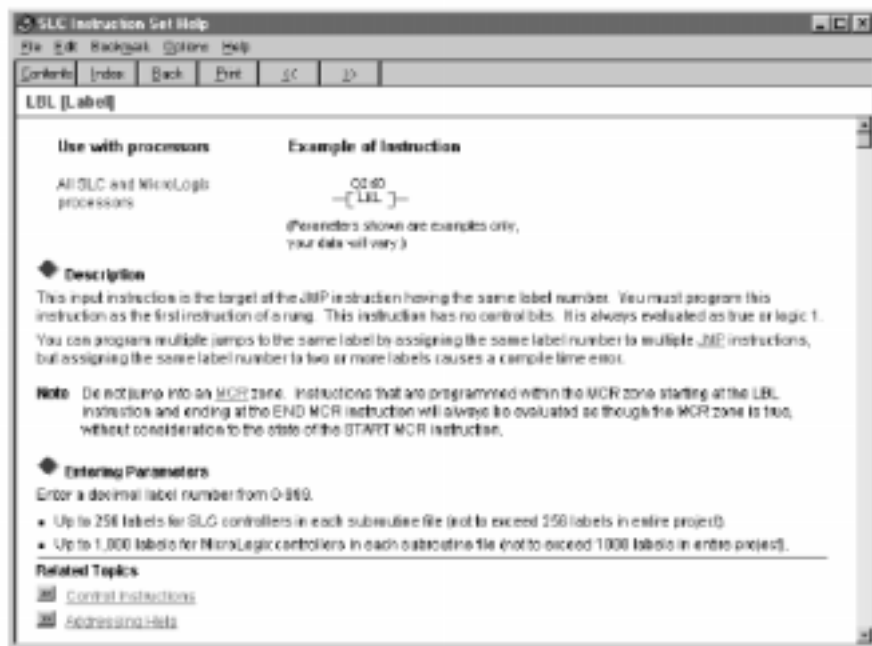 SLC Instruction Set Help
File Edit Bookmark Options Help
Contents Index Back Print << >>
LBL [Label]
Use with processors Example of Instruction
All SLC and MicroLogix
processors
Q2:60
[ LBL ]
(Parameters shown are examples only,
your data will vary.)
Description
This input instruction is the target of the JMP instruction having the same label number. You must program this
instruction as the first instruction of a rung. This instruction has no control bits. It is always evaluated as true or logic 1.
You can program multiple jumps to the same label by assigning the same label number to multiple JMP instructions,
but assigning the same label number to two or more labels causes a compile time error.
Note Do not jump into an MCR zone. Instructions that are programmed within the MCR zone starting at the LBL
instruction and ending at the END MCR instruction will always be evaluated as though the MCR zone is true,
without consideration to the state of the START MCR instruction.
Entering Parameters
Enter a decimal label number from 0-999.
Up to 256 labels for SLC controllers in each subroutine file (not to exceed 256 labels in entire project).
Up to 1,000 labels for MicroLogix controllers in each subroutine file (not to exceed 1000 labels in entire project).
Related Topics
Control Instructions
Addressing Help